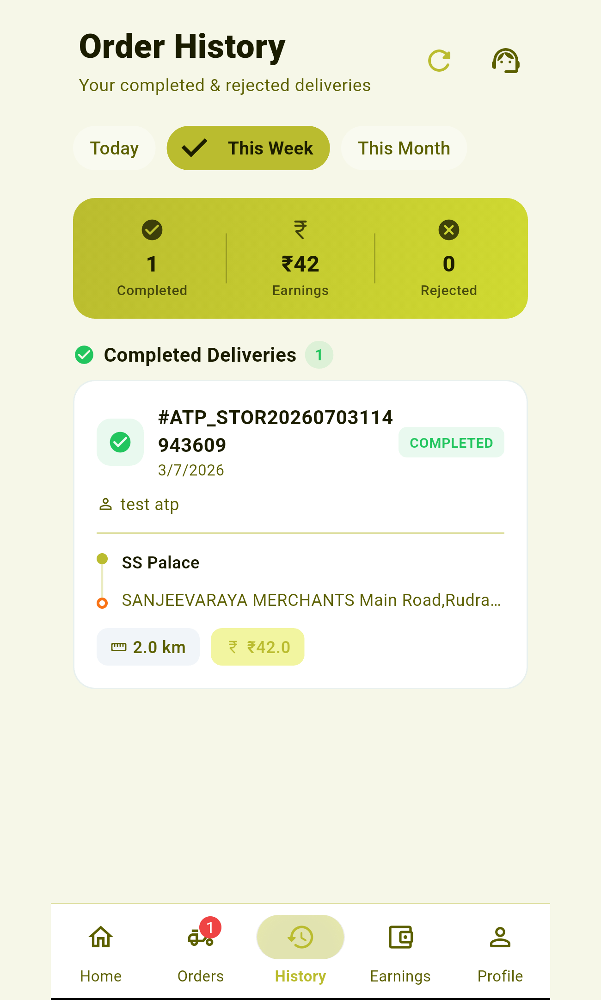 Order History
Your completed & rejected deliveries
Today
This Week
This Month
1
₹42
0
Completed
Earnings
Rejected
Completed Deliveries 1
#ATP_STOR20260703114
943609
COMPLETED
3/7/2026
test atp
SS Palace
SANJEEVARAYA MERCHANTS Main Road,Rudra...
2.0 km
₹ ₹42.0
1
Home
Orders
History
Earnings
Profile